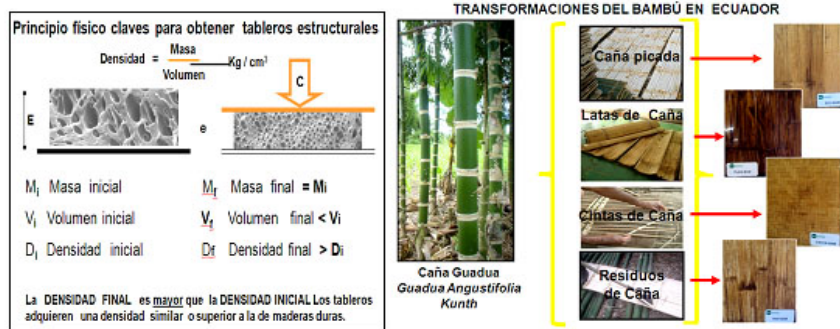 Principio físico claves para obtener tableros estructurales
Densidad = Masa Kg / cm³
Volumen
C
E
e
Mi Masa inicial
Mf Masa final = Mi
Vi Volumen inicial
Vf Volumen final < Vi
Di Densidad inicial
Df Densidad final > Di
La DENSIDAD FINAL es mayor que la DENSIDAD INICIAL Los tableros
adquieren una densidad similar o superior a la de maderas duras.
TRANSFORMACIONES DEL BAMBÚ EN ECUADOR
Caña Guadua
Guadua Angustifolia
Kunth
Caña picada
Latas de Caña
Cintas de Caña
Residuos
de Caña